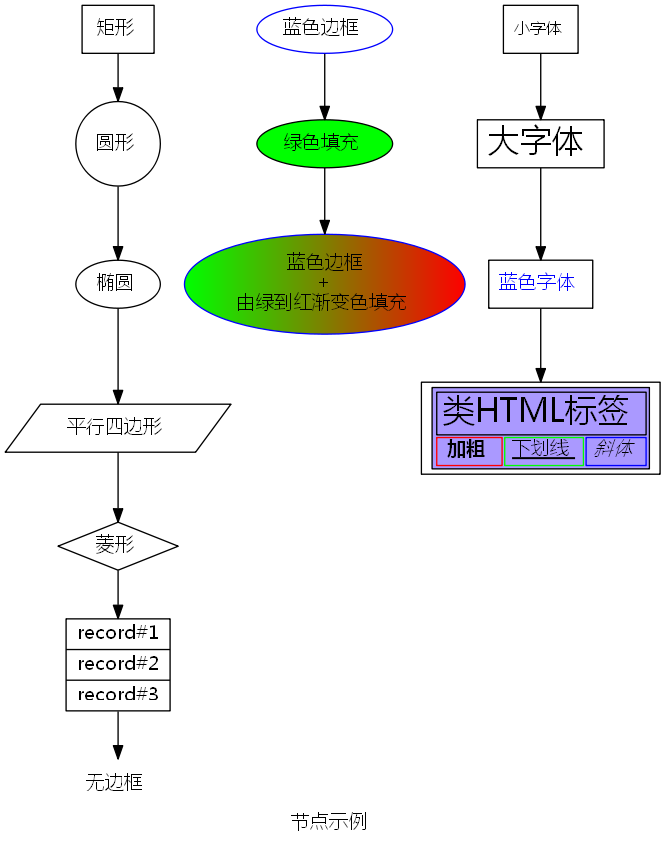 矩形
圆形
椭圆
平行四边形
菱形
record#1
record#2
record#3
无边框
蓝色边框
绿色填充
蓝色边框
+
由绿到红渐变色填充
小字体
大字体
蓝色字体
类HTML标签
加粗 下划线 斜体
节点示例